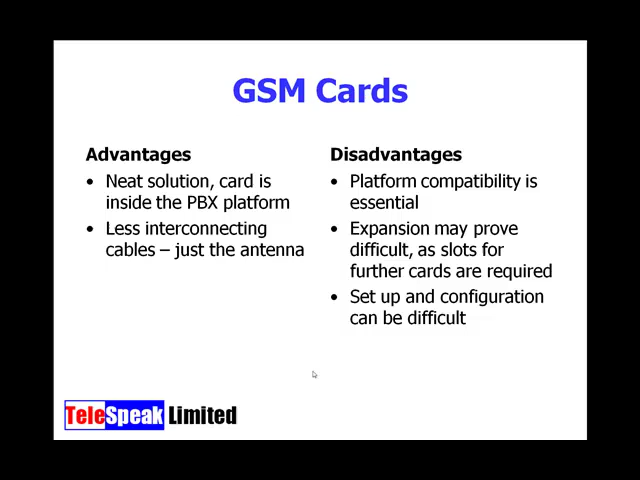 GSM Cards
Advantages
• Neat solution, card is
inside the PBX platform
• Less interconnecting
cables – just the antenna
Disadvantages
• Platform compatibility is
essential
• Expansion may prove
difficult, as slots for
further cards are required
• Set up and configuration
can be difficult
TeleSpeak Limited